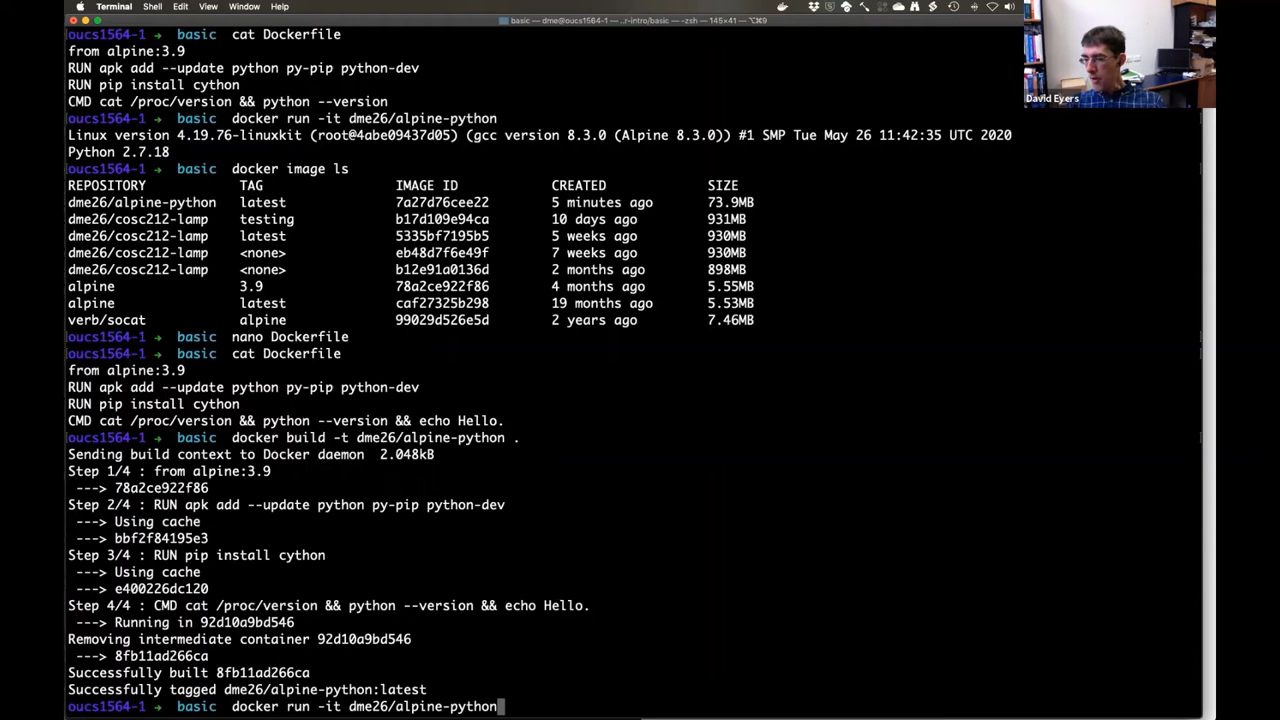 Terminal Shell Edit View Window Help
basic — dme@oucs1564-1 — ..r-intro/basic — -zsh — 145×41
⌥⌘9
oucs1564-1 → basic cat Dockerfile
from alpine:3.9
RUN apk add --update python py-pip python-dev
RUN pip install cython
CMD cat /proc/version && python --version
oucs1564-1 → basic docker run -it dme26/alpine-python
Linux version 4.19.76-linuxkit (root@4abe09437d05) (gcc version 8.3.0 (Alpine 8.3.0)) #1 SMP Tue May 26 11:42:35 UTC 2020
Python 2.7.18
oucs1564-1 → basic docker image ls
REPOSITORY TAG IMAGE ID CREATED SIZE
dme26/alpine-python latest 7a27d76cee22 5 minutes ago 73.9MB
dme26/cosc212-lamp testing b17d109e94ca 10 days ago 931MB
dme26/cosc212-lamp latest 5335bf7195b5 5 weeks ago 930MB
dme26/cosc212-lamp <none> eb48d7f6e49f 7 weeks ago 930MB
dme26/cosc212-lamp <none> b12e91a0136d 2 months ago 898MB
alpine 3.9 78a2ce922f86 4 months ago 5.55MB
alpine latest caf27325b298 19 months ago 5.53MB
verb/socat alpine 99029d526e5d 2 years ago 7.46MB
oucs1564-1 → basic nano Dockerfile
oucs1564-1 → basic cat Dockerfile
from alpine:3.9
RUN apk add --update python py-pip python-dev
RUN pip install cython
CMD cat /proc/version && python --version && echo Hello.
oucs1564-1 → basic docker build -t dme26/alpine-python .
Sending build context to Docker daemon 2.048kB
Step 1/4 : from alpine:3.9
---> 78a2ce922f86
Step 2/4 : RUN apk add --update python py-pip python-dev
---> Using cache
---> bbf2f84195e3
Step 3/4 : RUN pip install cython
---> Using cache
---> e400226dc120
Step 4/4 : CMD cat /proc/version && python --version && echo Hello.
---> Running in 92d10a9bd546
Removing intermediate container 92d10a9bd546
---> 8fb11ad266ca
Successfully built 8fb11ad266ca
Successfully tagged dme26/alpine-python:latest
oucs1564-1 → basic docker run -it dme26/alpine-python
David Eyers